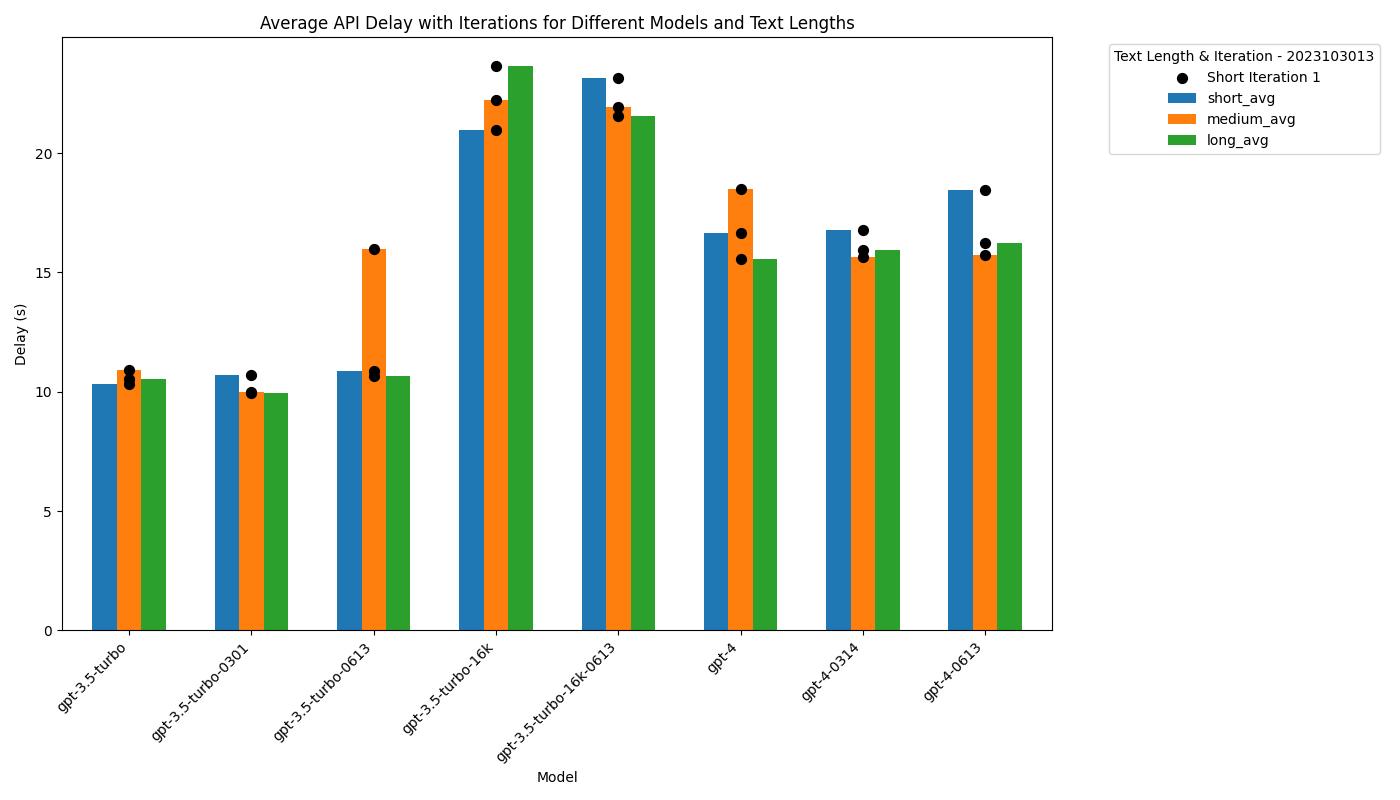 Average API Delay with Iterations for Different Models and Text Lengths
Text Length & Iteration - 2023103013
Short Iteration 1
short_avg
medium_avg
long_avg
Delay (s)
20
15
10
5
0
gpt-3.5-turbo
gpt-3.5-turbo-0301
gpt-3.5-turbo-0613
gpt-3.5-turbo-16k
gpt-3.5-turbo-16k-0613
gpt-4
gpt-4-0314
gpt-4-0613
Model